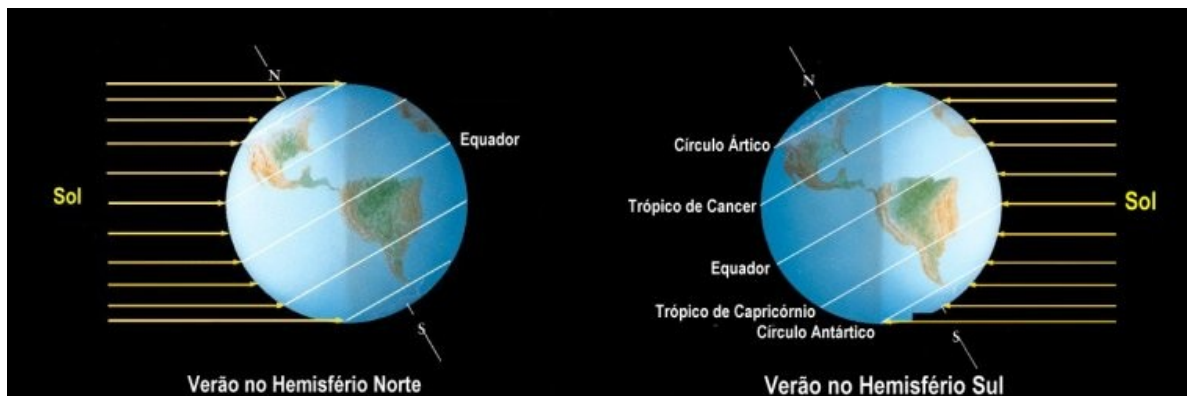 N
Equador
Sol
S
Verão no Hemisfério Norte
N
Círculo Ártico
Trópico de Cancer
Sol
Equador
Trópico de Capricórnio
Círculo Antártico
S
Verão no Hemisfério Sul